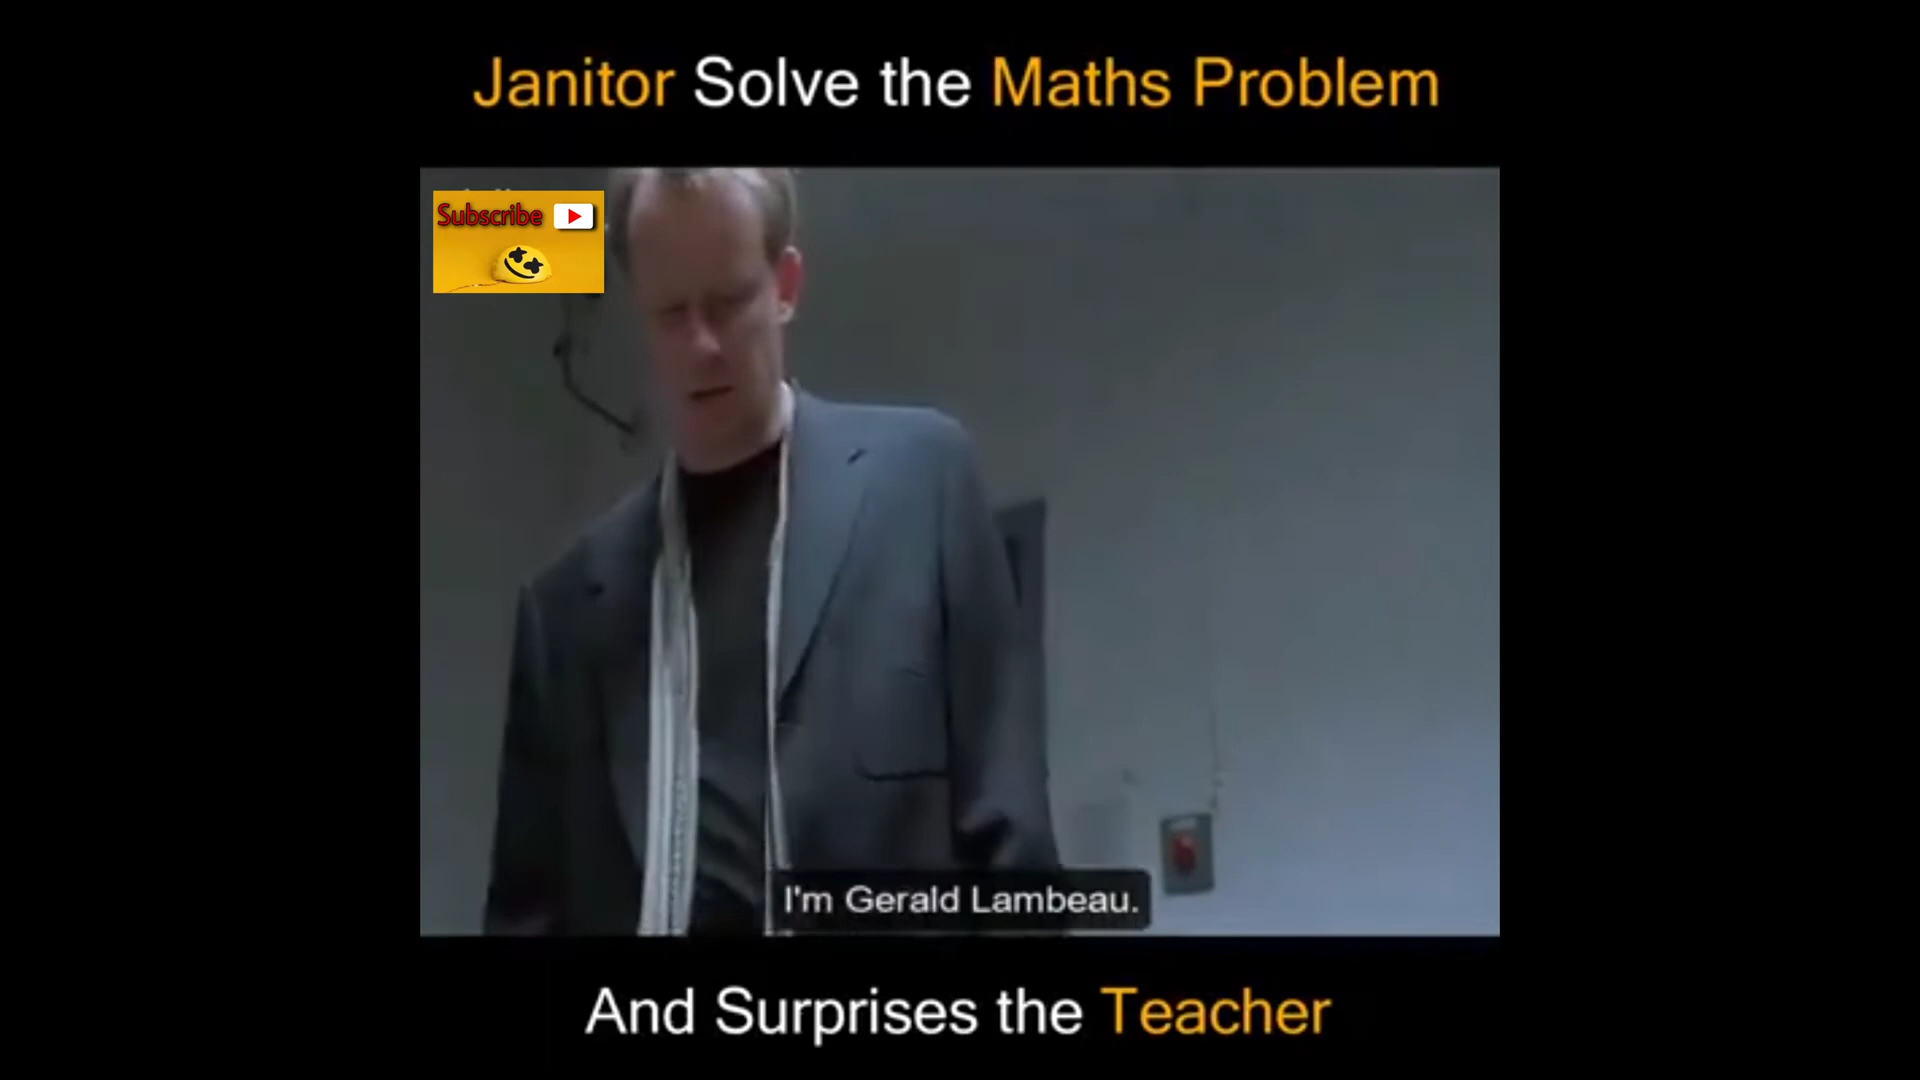 Janitor Solve the Maths Problem
Subscribe
I'm Gerald Lambeau.
And Surprises the Teacher